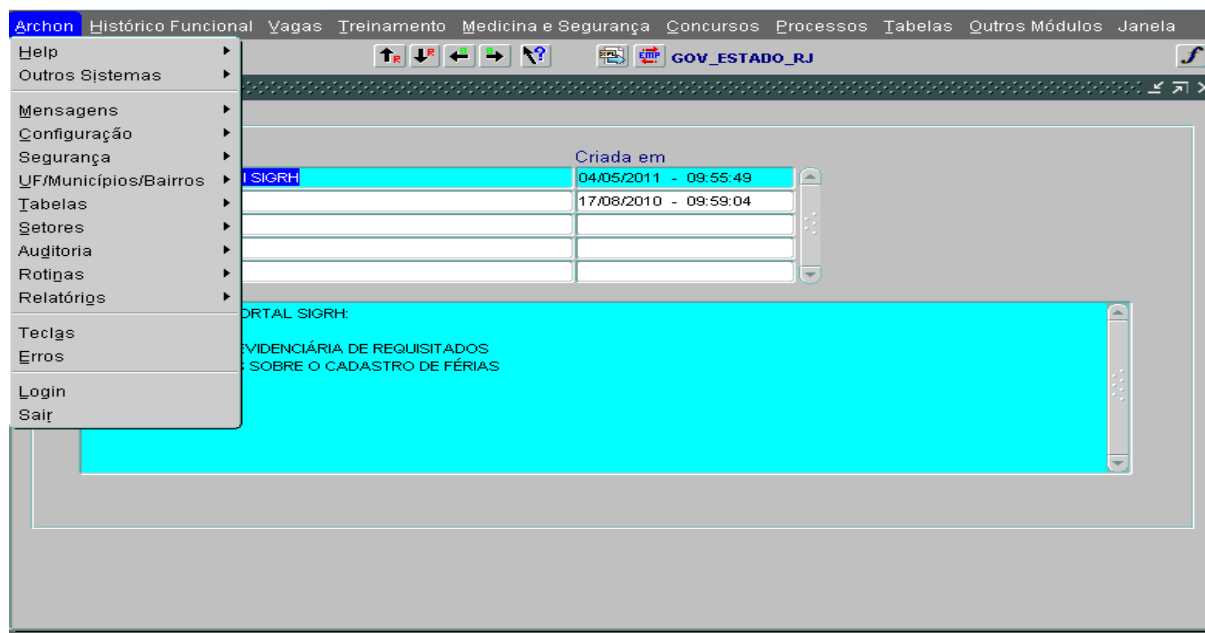 Archon Histórico Funcional Vagas Treinamento Medicina e Segurança Concursos Processos Tabelas Outros Módulos Janela
Help
R R ? EMP GOV_ESTADO_RJ
Outros Sistemas
Mensagens
Configuração
Segurança
Criada em
UF/Municípios/Bairros
SIGRH
04/05/2011 - 09:55:49
Tabelas
17/08/2010 - 09:59:04
Setores
Auditoria
Rotinas
Relatórios
SIGRH:
Teclas
Erros
DE REQUISITADOS
SOBRE O CADASTRO DE FÉRIAS
Login
Sair